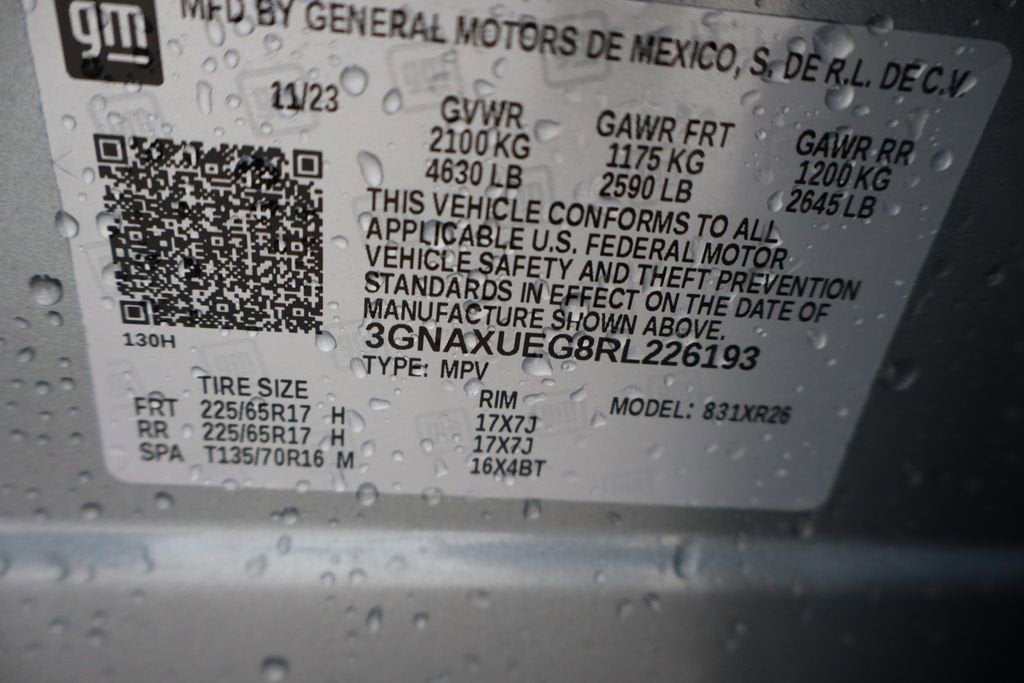 gm
MFD BY GENERAL MOTORS DE MEXICO, S. DE R.L. DE C.V.
11/23
GVWR GAWR FRT GAWR RR
2100 KG 1175 KG 1200 KG
4630 LB 2590 LB 2645 LB
THIS VEHICLE CONFORMS TO ALL
APPLICABLE U.S. FEDERAL MOTOR
VEHICLE SAFETY AND THEFT PREVENTION
STANDARDS IN EFFECT ON THE DATE OF
MANUFACTURE SHOWN ABOVE.
130H
3GNAXUEG8RL226193
TYPE: MPV
TIRE SIZE RIM MODEL: 831XR26
FRT 225/65R17 H 17X7J
RR 225/65R17 H 17X7J
SPA T135/70R16 M 16X4BT